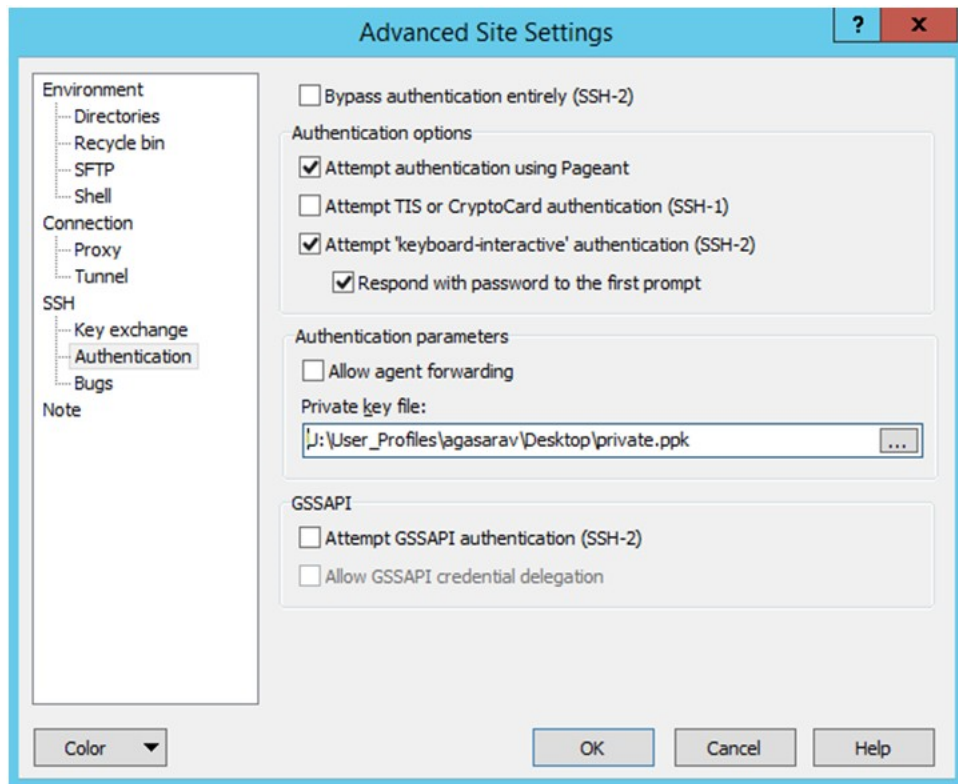 Advanced Site Settings
? x
Environment
Directories
Recycle bin
SFTP
Shell
Connection
Proxy
Tunnel
SSH
Key exchange
Authentication
Bugs
Note
Bypass authentication entirely (SSH-2)
Authentication options
Attempt authentication using Pageant
Attempt TIS or CryptoCard authentication (SSH-1)
Attempt 'keyboard-interactive' authentication (SSH-2)
Respond with password to the first prompt
Authentication parameters
Allow agent forwarding
Private key file:
J:\User_Profiles\agasarav\Desktop\private.ppk
...
GSSAPI
Attempt GSSAPI authentication (SSH-2)
Allow GSSAPI credential delegation
Color
OK
Cancel
Help